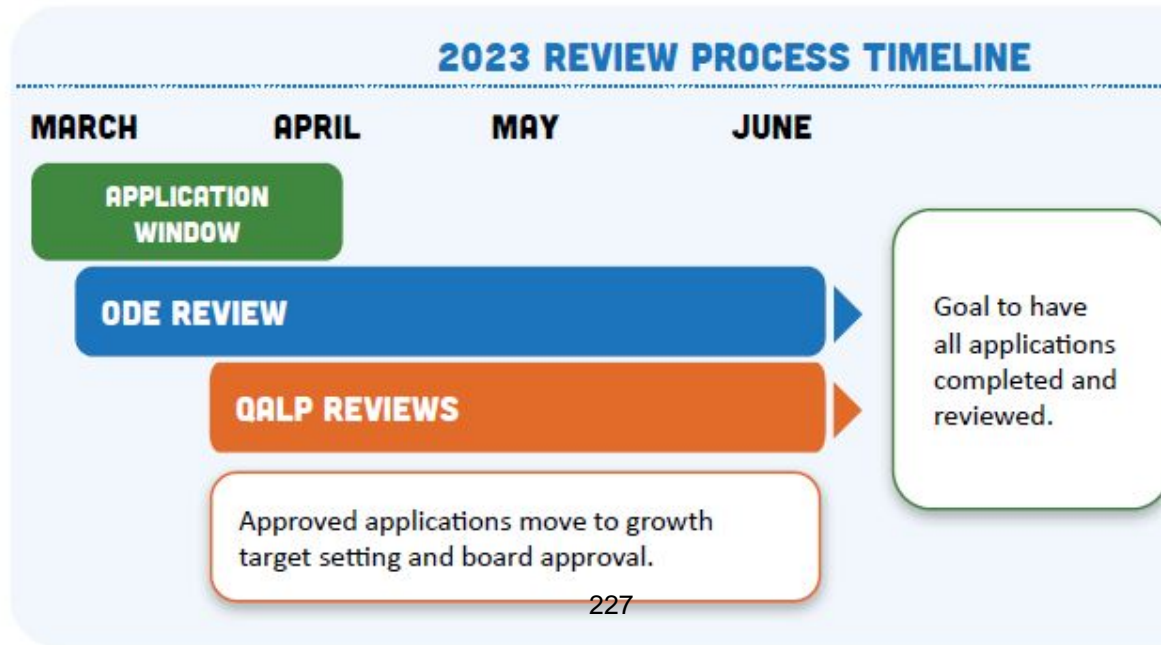 2023 REVIEW PROCESS TIMELINE
MARCH APRIL MAY JUNE
APPLICATION
WINDOW
ODE REVIEW
QALP REVIEWS
Goal to have
all applications
completed and
reviewed.
Approved applications move to growth
target setting and board approval.
227